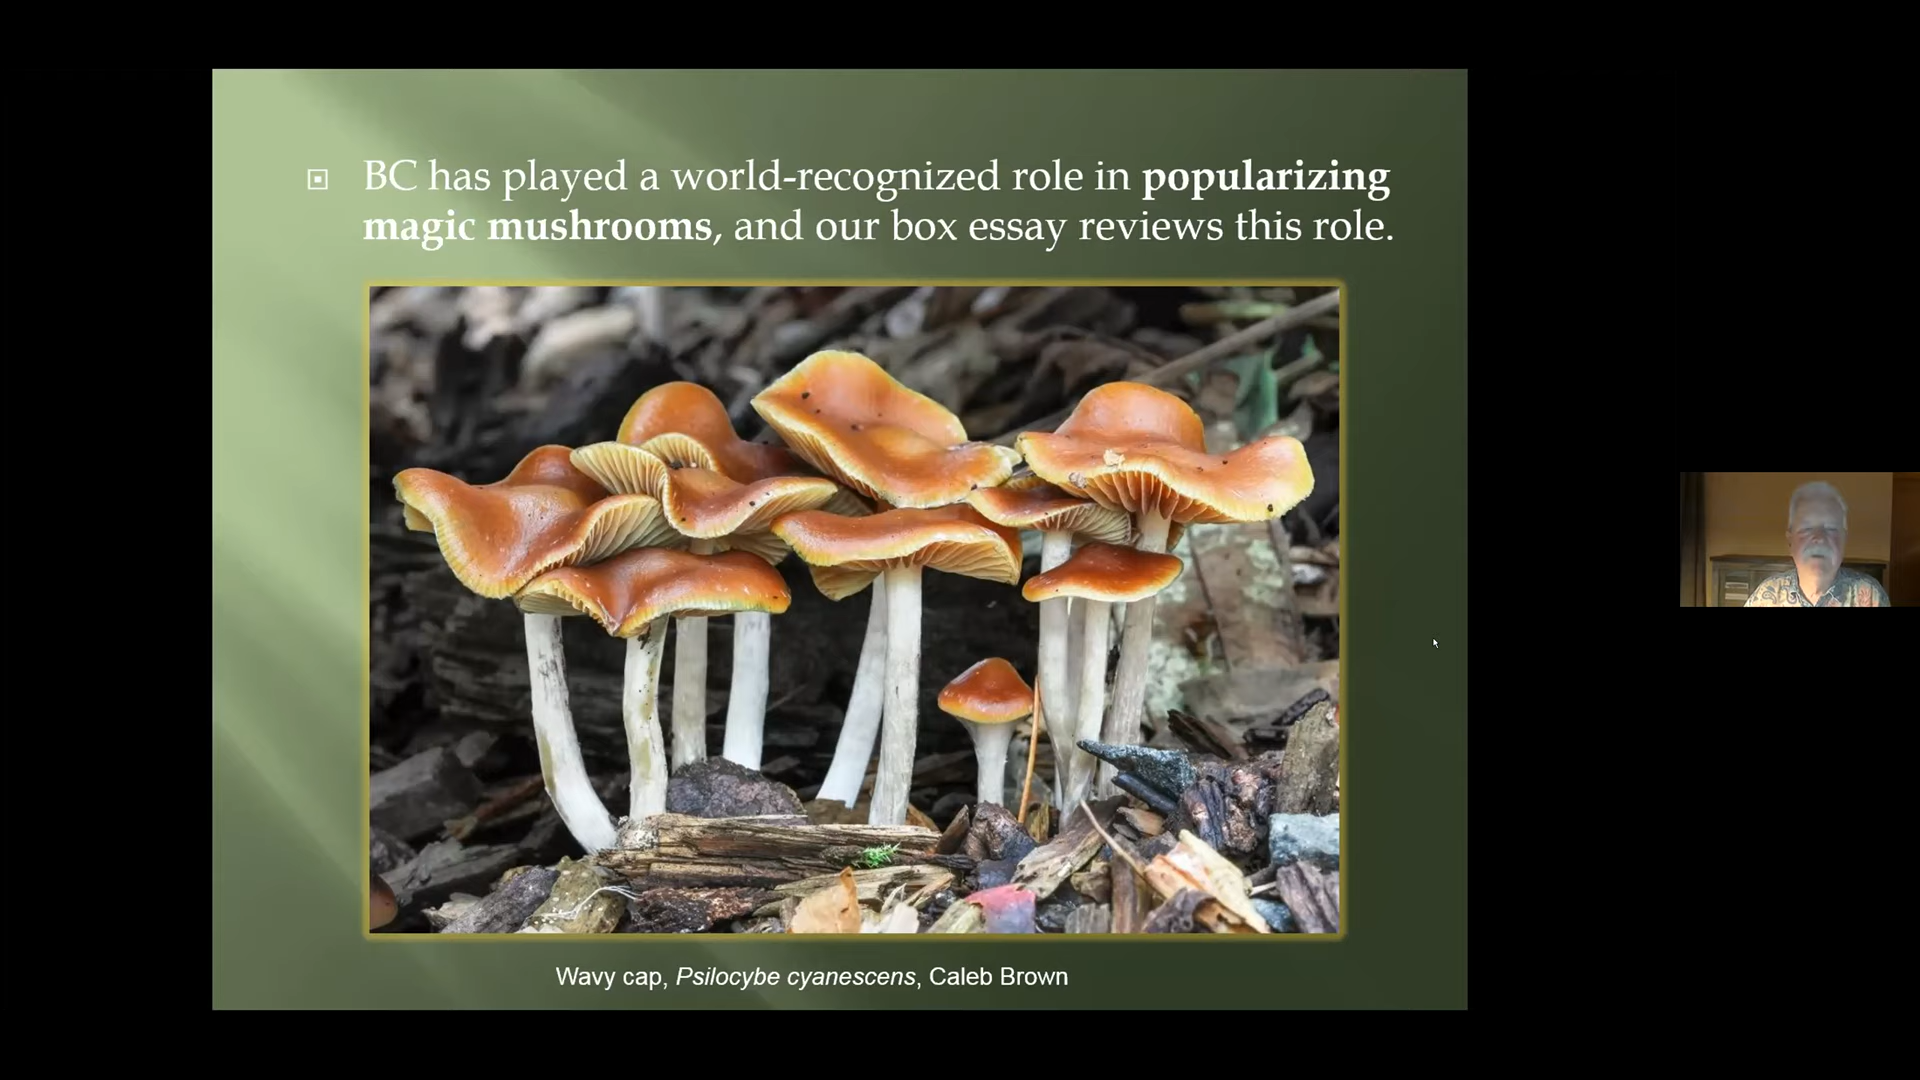 BC has played a world-recognized role in popularizing
magic mushrooms, and our box essay reviews this role.
Wavy cap, Psilocybe cyanescens, Caleb Brown